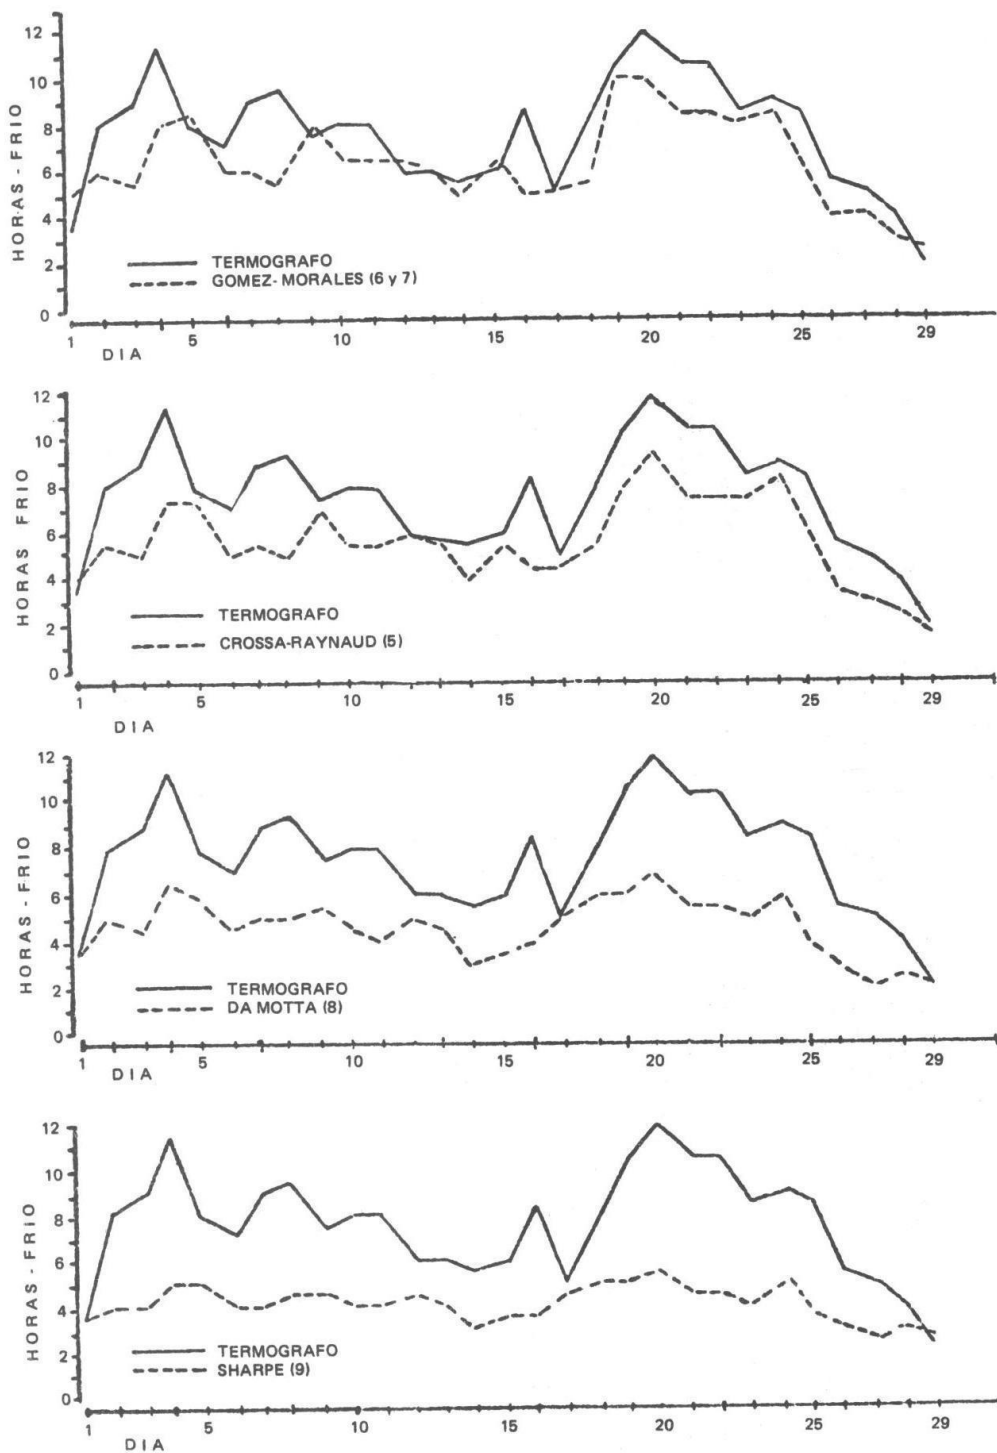 HORAS - FRIO
12
10
8
6
4
2
0
TERMOGRAFO
GOMEZ-MORALES (6 y 7)
1 5 10 15 20 25 29
DIA
HORAS FRIO
12
10
8
6
4
2
0
TERMOGRAFO
CROSSA-RAYNAUD (5)
1 5 10 15 20 25 29
DIA
HORAS - FRIO
12
10
8
6
4
2
0
TERMOGRAFO
DA MOTTA (8)
1 5 10 15 20 25 29
DIA
HORAS - FRIO
12
10
8
6
4
2
0
TERMOGRAFO
SHARPE (9)
1 5 10 15 20 25 29
DIA